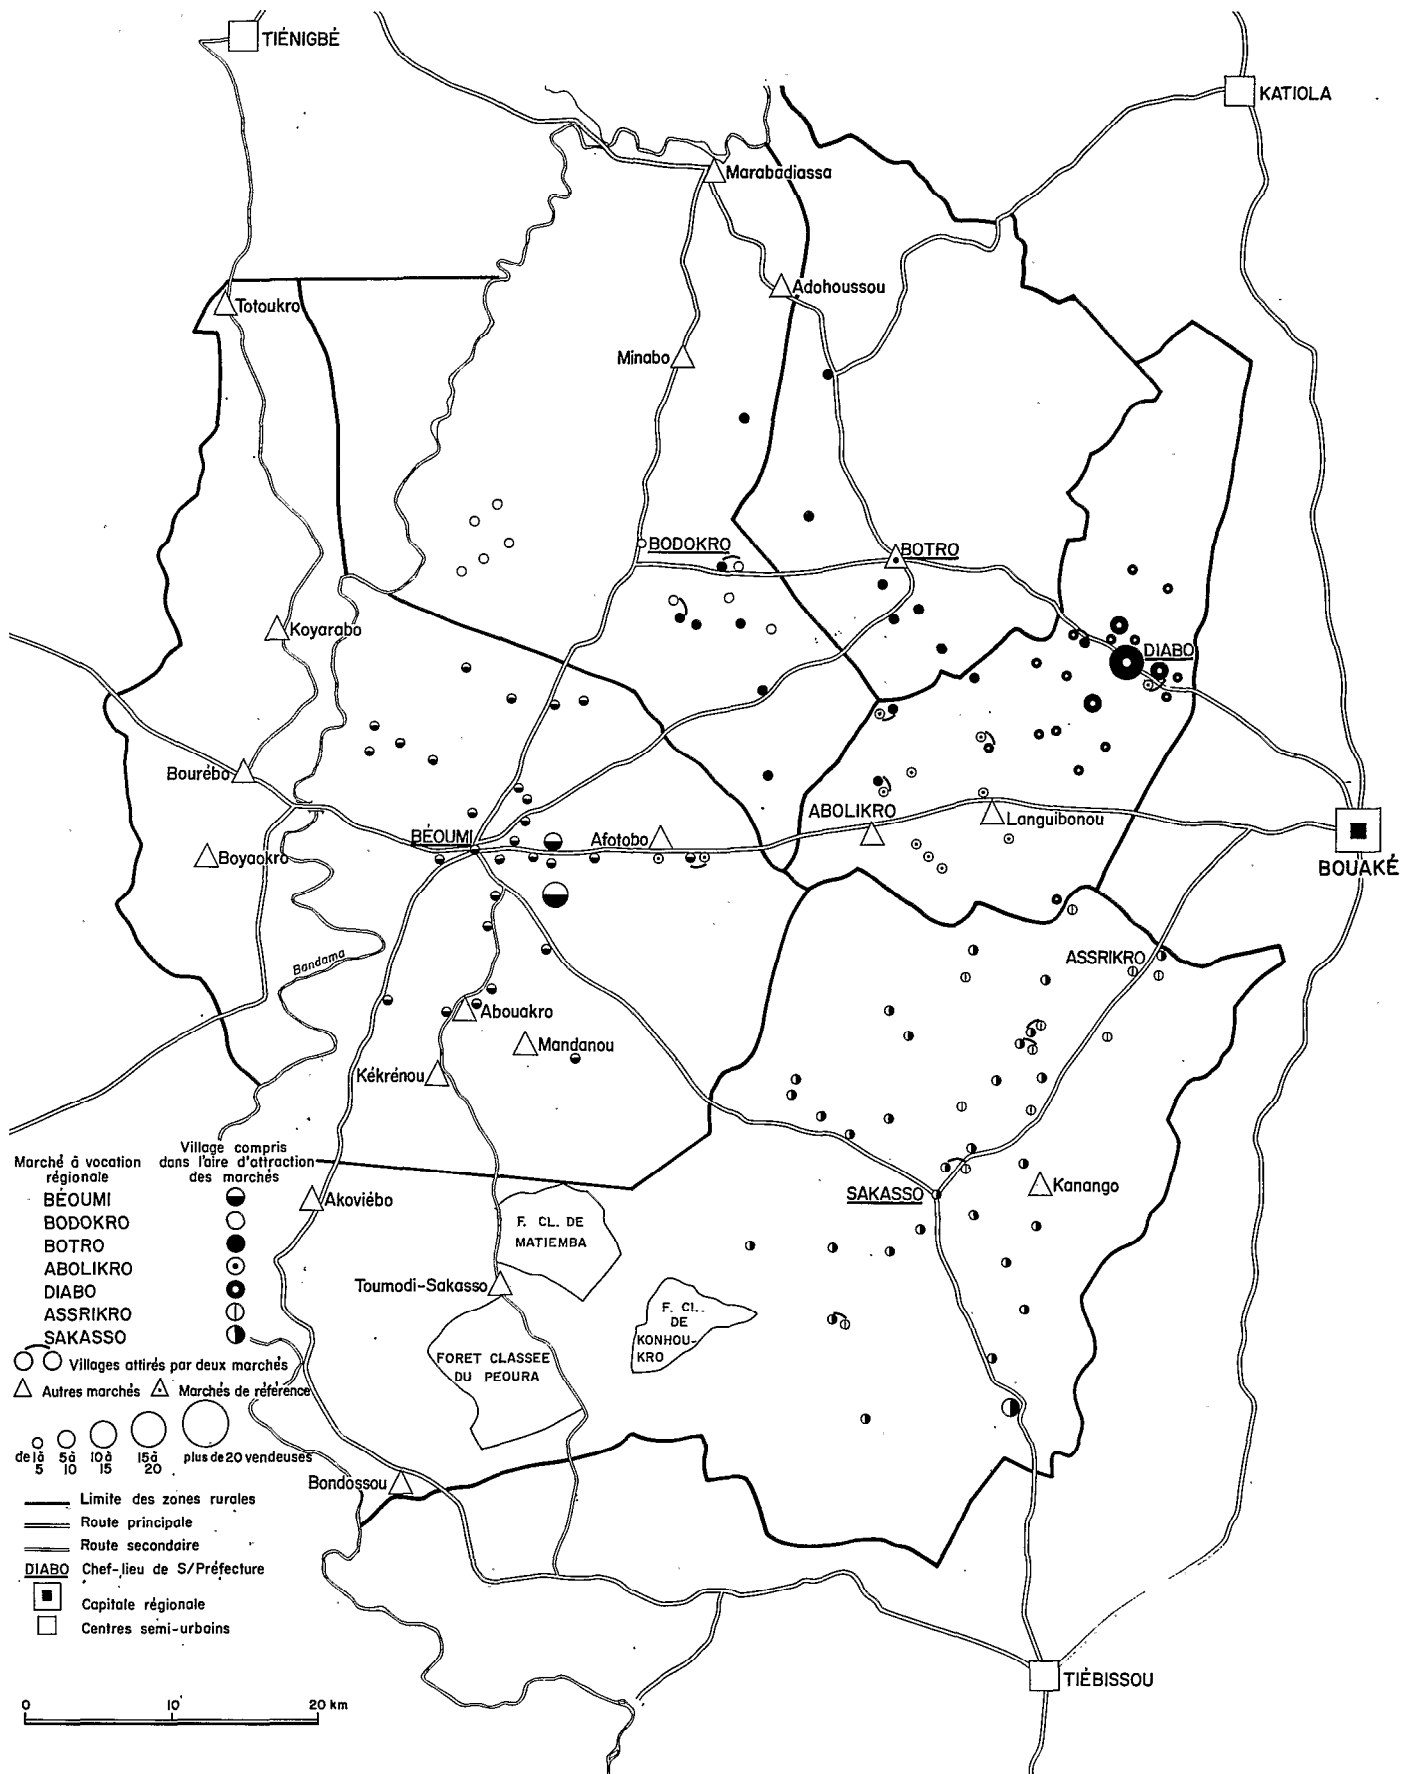 TIÉNIGBÉ
KATIOLA
Marabadiassa
Adohoussou
Totoukro
Minabo
BODOKRO
BOTRO
Koyarabo
DIABO
Bourébo
BÉOUMI
Afotobo
ABOLIKRO
Languibonou
Boyaokro
BOUAKÉ
Bandama
ASSRIKRO
Abouakro
Mandanou
Kékrénou
Akoviébo
SAKASSO
Kanango
F. CL. DE
MATIEMBA
Toumodi-Sakasso
F. CL.
DE
KONHOU-
KRO
FORET CLASSEE
DU PEOURA
Bondossou
TIÉBISSOU
Marché à vocation
régionale
Village compris
dans l'aire d'attraction
des marchés
BÉOUMI
BODOKRO
BOTRO
ABOLIKRO
DIABO
ASSRIKRO
SAKASSO
Villages attirés par deux marchés
Autres marchés
Marchés de référence
de 1 à 5
5 à 10
10 à 15
15 à 20
plus de 20 vendeuses
Limite des zones rurales
Route principale
Route secondaire
DIABO Chef-lieu de S/Préfecture
Capitale régionale
Centres semi-urbains
0 10 20 km